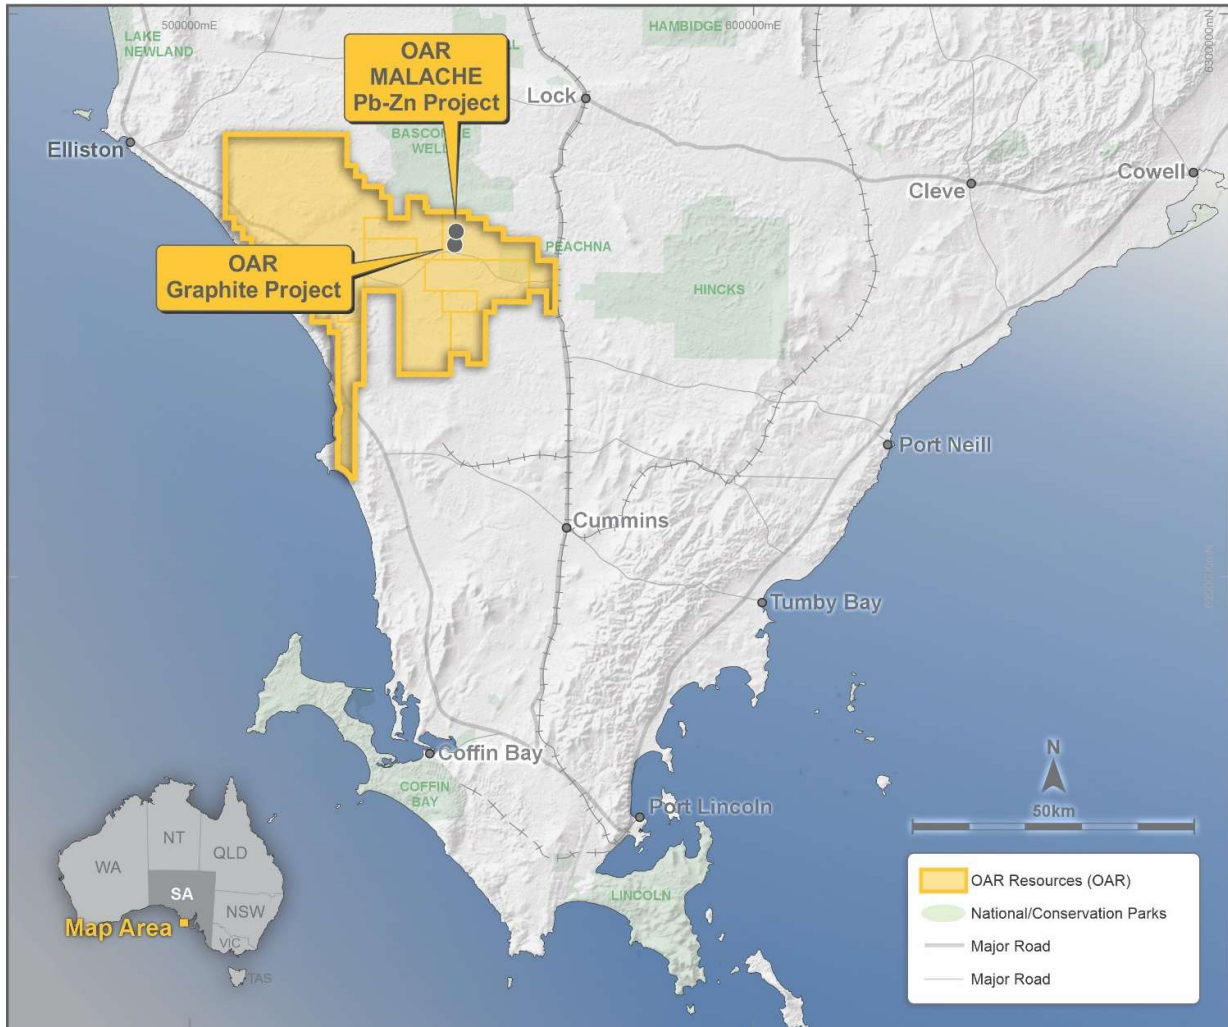 500000mE
600000mE
6300000mN
LAKE
NEWLAND
HAMBIDGE
OAR
MALACHE
Pb-Zn Project
Lock
BASCOMBE
WELL
Elliston
Cleve
Cowell
PEACHNA
OAR
Graphite Project
HINCKS
Port Neill
Cummins
Tumby Bay
Coffin Bay
COFFIN
BAY
Port Lincoln
LINCOLN
N
50km
WA
NT
QLD
SA
NSW
VIC
TAS
Map Area
OAR Resources (OAR)
National/Conservation Parks
Major Road
Major Road